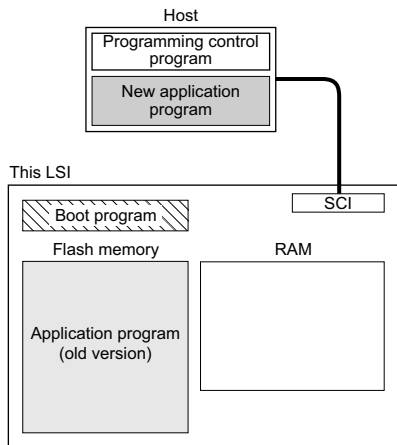 Host
Programming control
program
New application
program
This LSI
SCI
Boot program
Flash memory
RAM
Application program
(old version)